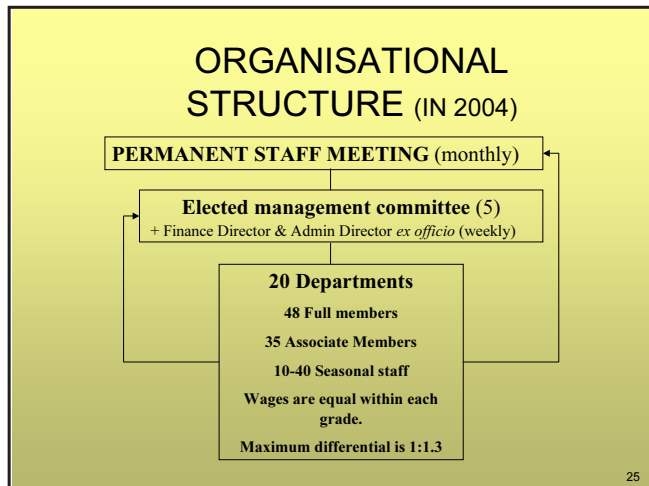 ORGANISATIONAL
STRUCTURE (IN 2004)
PERMANENT STAFF MEETING (monthly)
Elected management committee (5)
+ Finance Director & Admin Director ex officio (weekly)
20 Departments
48 Full members
35 Associate Members
10-40 Seasonal staff
Wages are equal within each
grade.
Maximum differential is 1:1.3
25